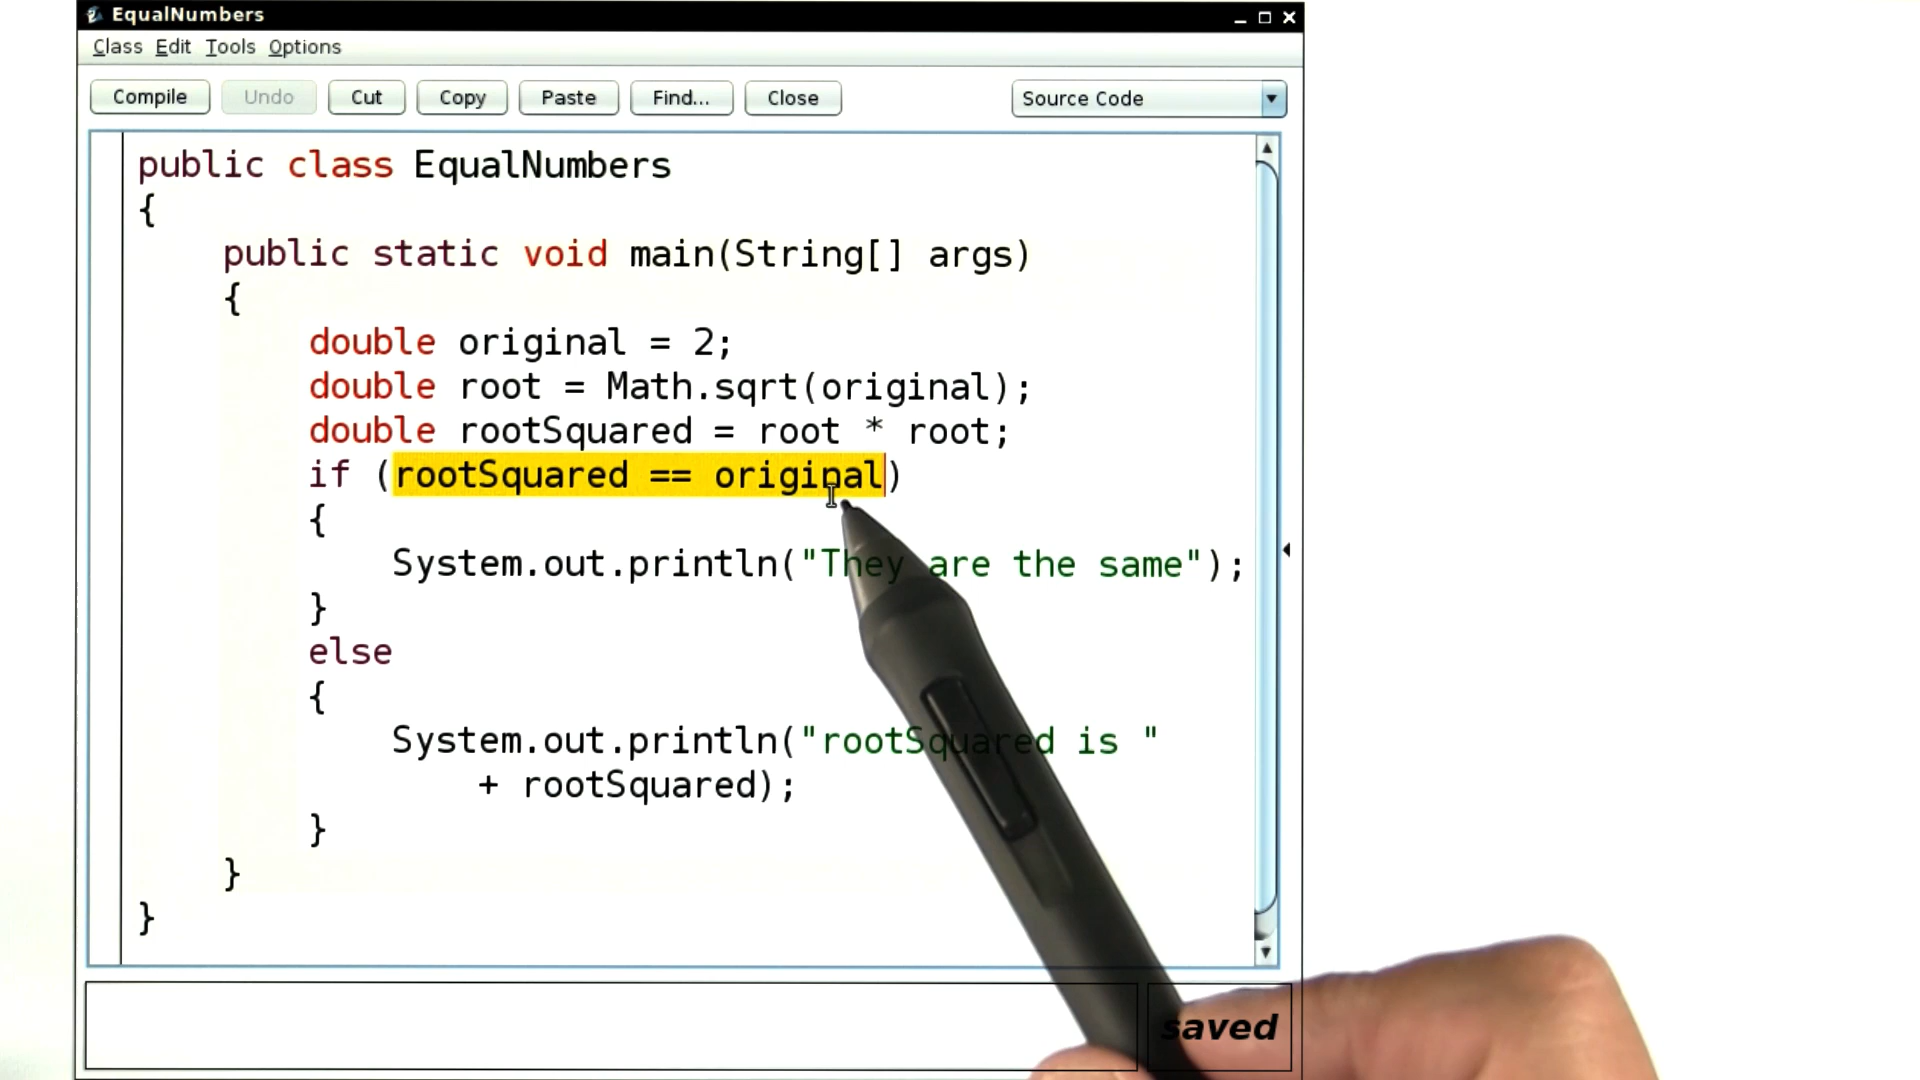 EqualNumbers
Class Edit Tools Options
Compile Undo Cut Copy Paste Find... Close Source Code
public class EqualNumbers
{
public static void main(String[] args)
{
double original = 2;
double root = Math.sqrt(original);
double rootSquared = root * root;
if (rootSquared == original)
{
System.out.println("They are the same");
}
else
{
System.out.println("rootSquared is "
+ rootSquared);
}
}
}
saved